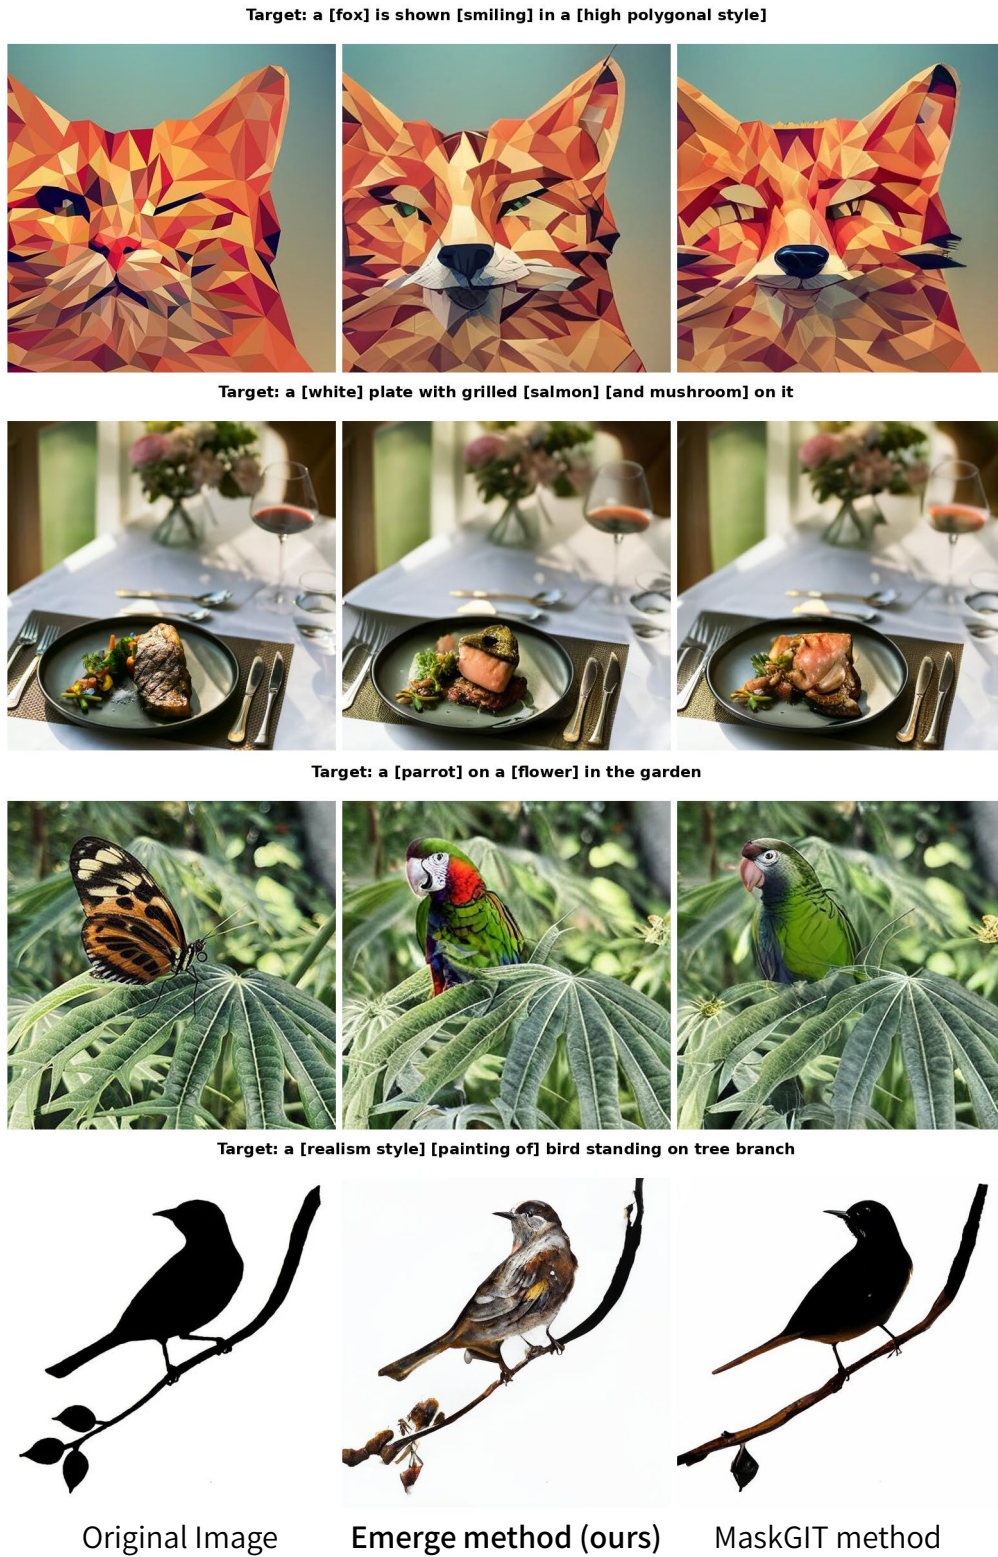 Target: a [fox] is shown [smiling] in a [high polygonal style]
Target: a [white] plate with grilled [salmon] [and mushroom] on it
Target: a [parrot] on a [flower] in the garden
Target: a [realism style] [painting of] bird standing on tree branch
Original Image Emerge method (ours) MaskGIT method